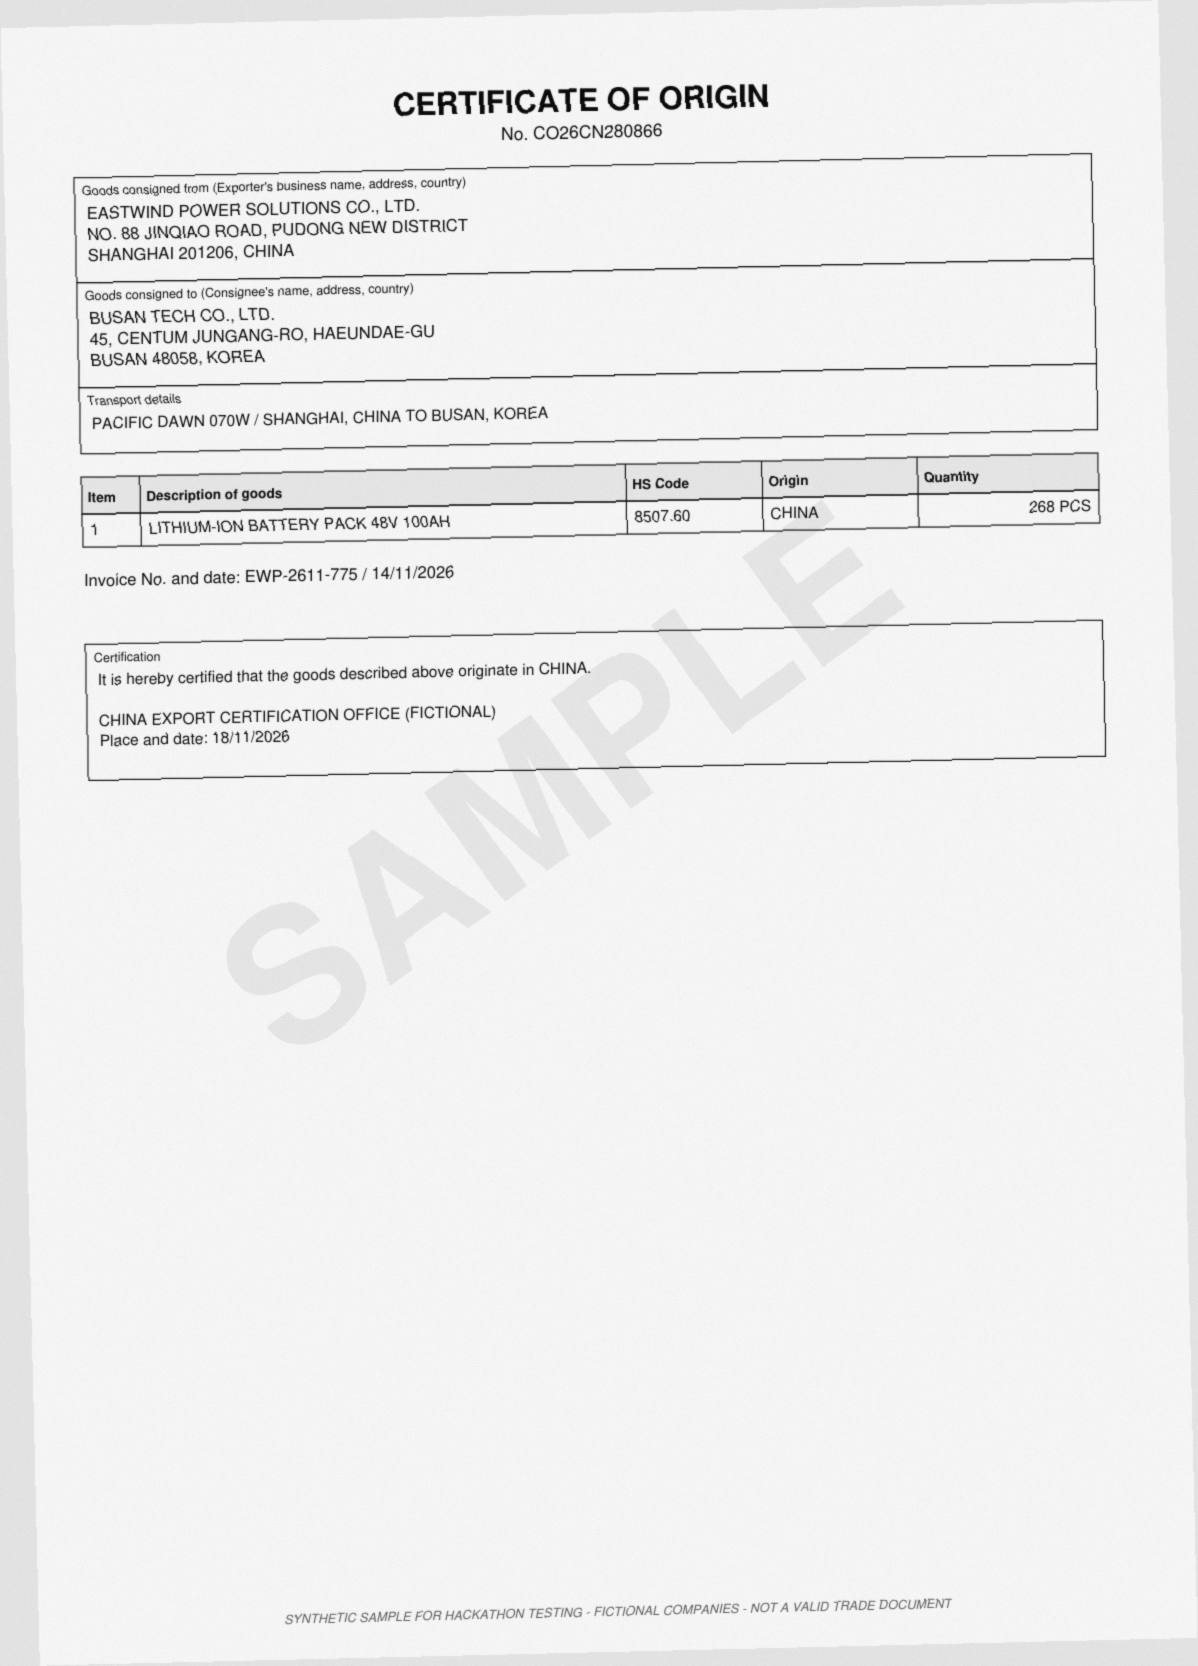 CERTIFICATE OF ORIGIN
No. CO26CN280866
Goods consigned from (Exporter's business name, address, country)
EASTWIND POWER SOLUTIONS CO., LTD.
NO. 88 JINQIAO ROAD, PUDONG NEW DISTRICT
SHANGHAI 201206, CHINA
Goods consigned to (Consignee's name, address, country)
BUSAN TECH CO., LTD.
45, CENTUM JUNGANG-RO, HAEUNDAE-GU
BUSAN 48058, KOREA
Transport details
PACIFIC DAWN 070W / SHANGHAI, CHINA TO BUSAN, KOREA
Item Description of goods HS Code Origin Quantity
1 LITHIUM-ION BATTERY PACK 48V 100AH 8507.60 CHINA 268 PCS
Invoice No. and date: EWP-2611-775 / 14/11/2026
Certification
It is hereby certified that the goods described above originate in CHINA.
CHINA EXPORT CERTIFICATION OFFICE (FICTIONAL)
Place and date: 18/11/2026
SAMPLE
SYNTHETIC SAMPLE FOR HACKATHON TESTING - FICTIONAL COMPANIES - NOT A VALID TRADE DOCUMENT